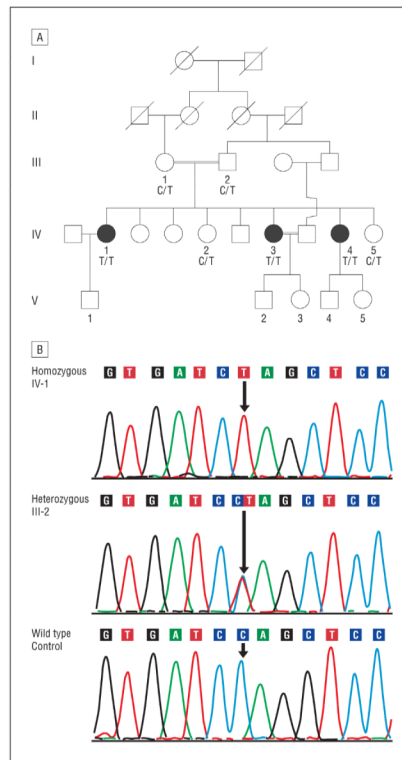 A
I
II
III
1 2
C/T C/T
IV
1 2 3 4 5
T/T C/T T/T T/T C/T
V
1 2 3 4 5
B
Homozygous
IV-1
G T G A T C T A G C T C C
Heterozygous
III-2
G T G A T C C T A G C T C C
Wild type
Control
G T G A T C C A G C T C C